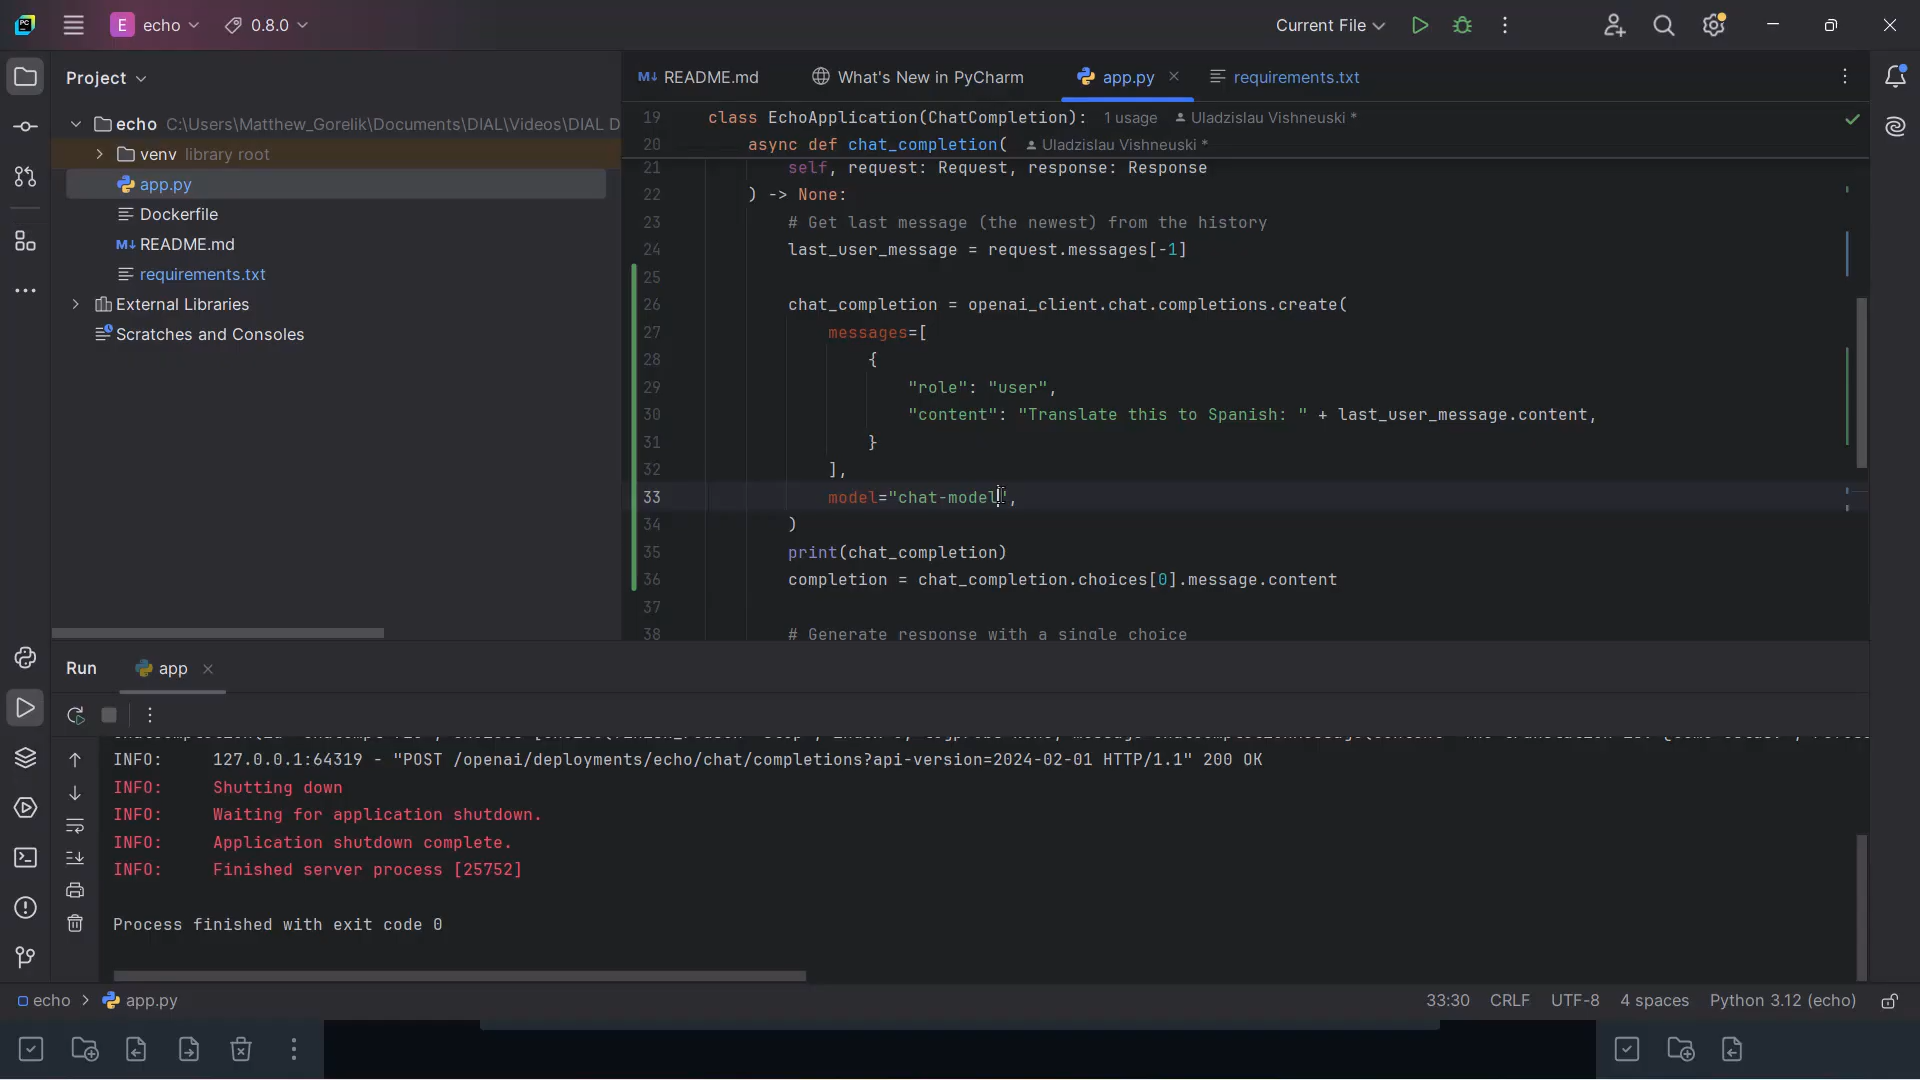 E echo 0.8.0 Current File
Project
README.md What's New in PyCharm app.py requirements.txt
echo C:\Users\Matthew_Gorelik\Documents\DIAL\Videos\DIAL D
venv library root
app.py
Dockerfile
README.md
requirements.txt
External Libraries
Scratches and Consoles
19 class EchoApplication(ChatCompletion): 1 usage Uladzislau Vishneuski *
20 async def chat_completion( Uladzislau Vishneuski *
21 self, request: Request, response: Response
22 ) -> None:
23 # Get last message (the newest) from the history
24 last_user_message = request.messages[-1]
25
26 chat_completion = openai_client.chat.completions.create(
27 messages=[
28 {
29 "role": "user",
30 "content": "Translate this to Spanish: " + last_user_message.content,
31 }
32 ],
33 model="chat-model",
34 )
35 print(chat_completion)
36 completion = chat_completion.choices[0].message.content
37
38 # Generate response with a single choice
Run app
INFO: 127.0.0.1:64319 - "POST /openai/deployments/echo/chat/completions?api-version=2024-02-01 HTTP/1.1" 200 OK
INFO: Shutting down
INFO: Waiting for application shutdown.
INFO: Application shutdown complete.
INFO: Finished server process [25752]
Process finished with exit code 0
echo > app.py 33:30 CRLF UTF-8 4 spaces Python 3.12 (echo)